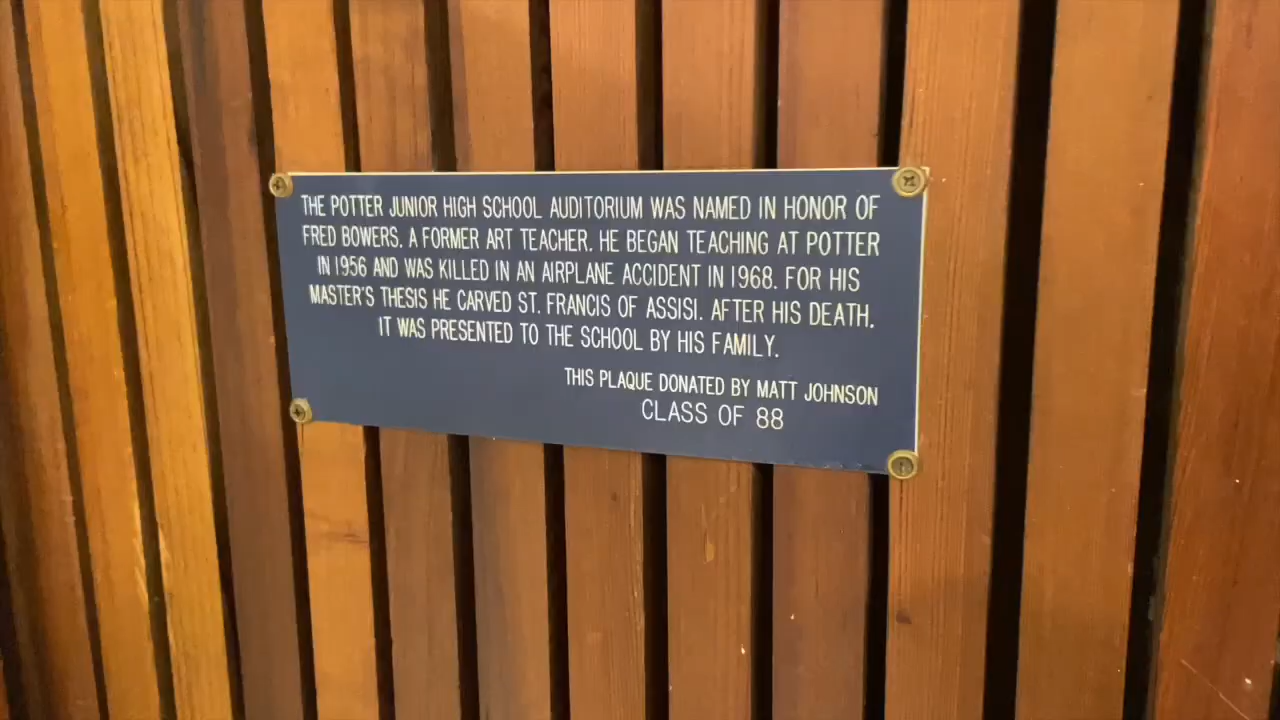 THE POTTER JUNIOR HIGH SCHOOL AUDITORIUM WAS NAMED IN HONOR OF
FRED BOWERS, A FORMER ART TEACHER. HE BEGAN TEACHING AT POTTER
IN 1956 AND WAS KILLED IN AN AIRPLANE ACCIDENT IN 1968. FOR HIS
MASTER'S THESIS HE CARVED ST. FRANCIS OF ASSISI. AFTER HIS DEATH,
IT WAS PRESENTED TO THE SCHOOL BY HIS FAMILY.
THIS PLAQUE DONATED BY MATT JOHNSON
CLASS OF 88